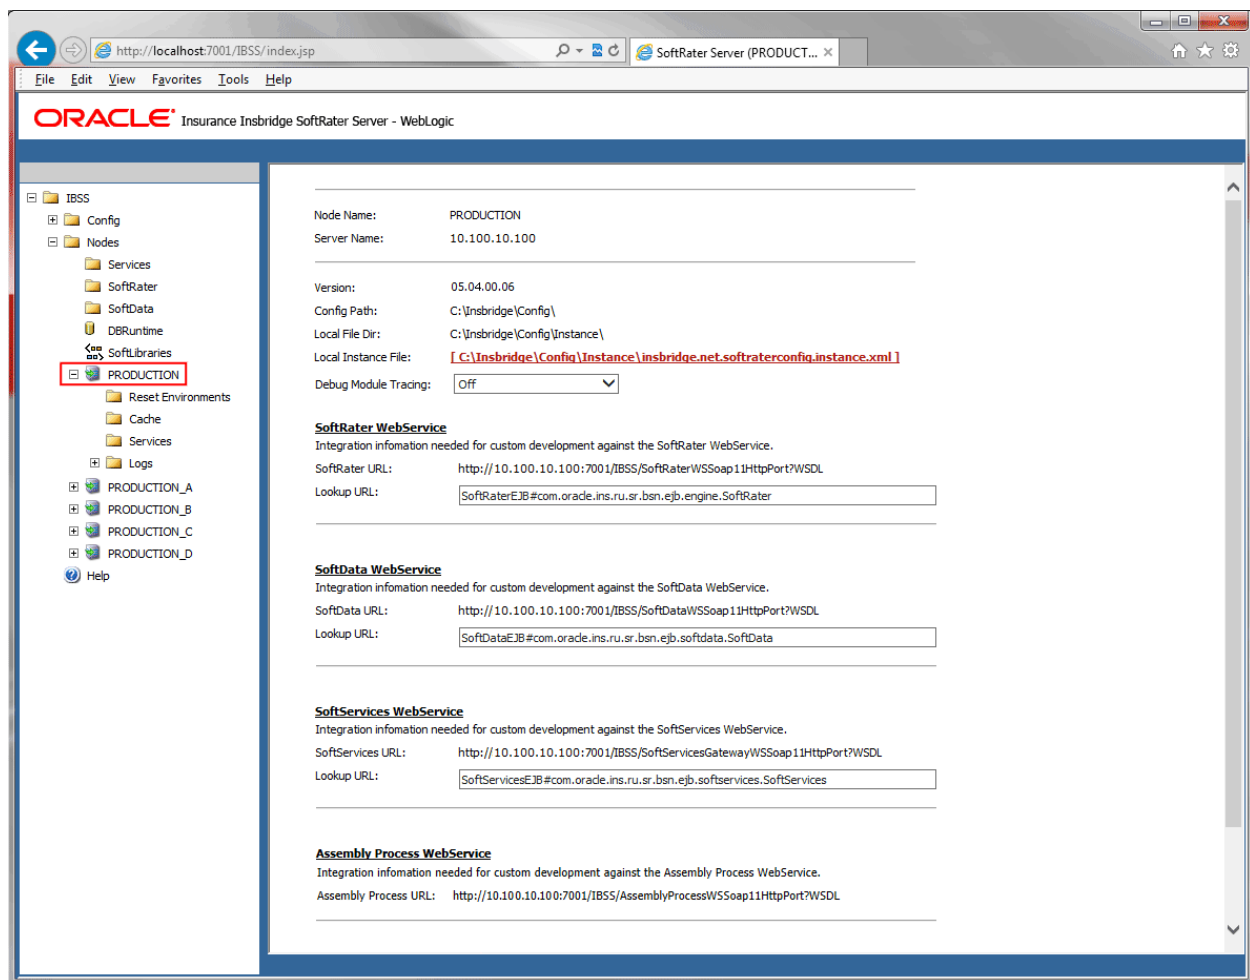 http://localhost:7001/IBSS/index.jsp
SoftRater Server (PRODUCT...
File Edit View Favorites Tools Help
ORACLE Insurance Insbridge SoftRater Server - WebLogic
IBSS
Config
Nodes
Services
SoftRater
SoftData
DBRuntime
SoftLibraries
PRODUCTION
Reset Environments
Cache
Services
Logs
PRODUCTION_A
PRODUCTION_B
PRODUCTION_C
PRODUCTION_D
Help
Node Name: PRODUCTION
Server Name: 10.100.10.100
Version: 05.04.00.06
Config Path: C:\Insbridge\Config\
Local File Dir: C:\Insbridge\Config\Instance\
Local Instance File: [ C:\Insbridge\Config\Instance\insbridge.net.softraterconfig.instance.xml ]
Debug Module Tracing: Off
SoftRater WebService
Integration infomation needed for custom development against the SoftRater WebService.
SoftRater URL: http://10.100.10.100:7001/IBSS/SoftRaterWSSoap11HttpPort?WSDL
Lookup URL: SoftRaterEJB#com.oracle.ins.ru.sr.bsn.ejb.engine.SoftRater
SoftData WebService
Integration infomation needed for custom development against the SoftData WebService.
SoftData URL: http://10.100.10.100:7001/IBSS/SoftDataWSSoap11HttpPort?WSDL
Lookup URL: SoftDataEJB#com.oracle.ins.ru.sr.bsn.ejb.softdata.SoftData
SoftServices WebService
Integration infomation needed for custom development against the SoftServices WebService.
SoftServices URL: http://10.100.10.100:7001/IBSS/SoftServicesGatewayWSSoap11HttpPort?WSDL
Lookup URL: SoftServicesEJB#com.oracle.ins.ru.sr.bsn.ejb.softservices.SoftServices
Assembly Process WebService
Integration infomation needed for custom development against the Assembly Process WebService.
Assembly Process URL: http://10.100.10.100:7001/IBSS/AssemblyProcessWSSoap11HttpPort?WSDL